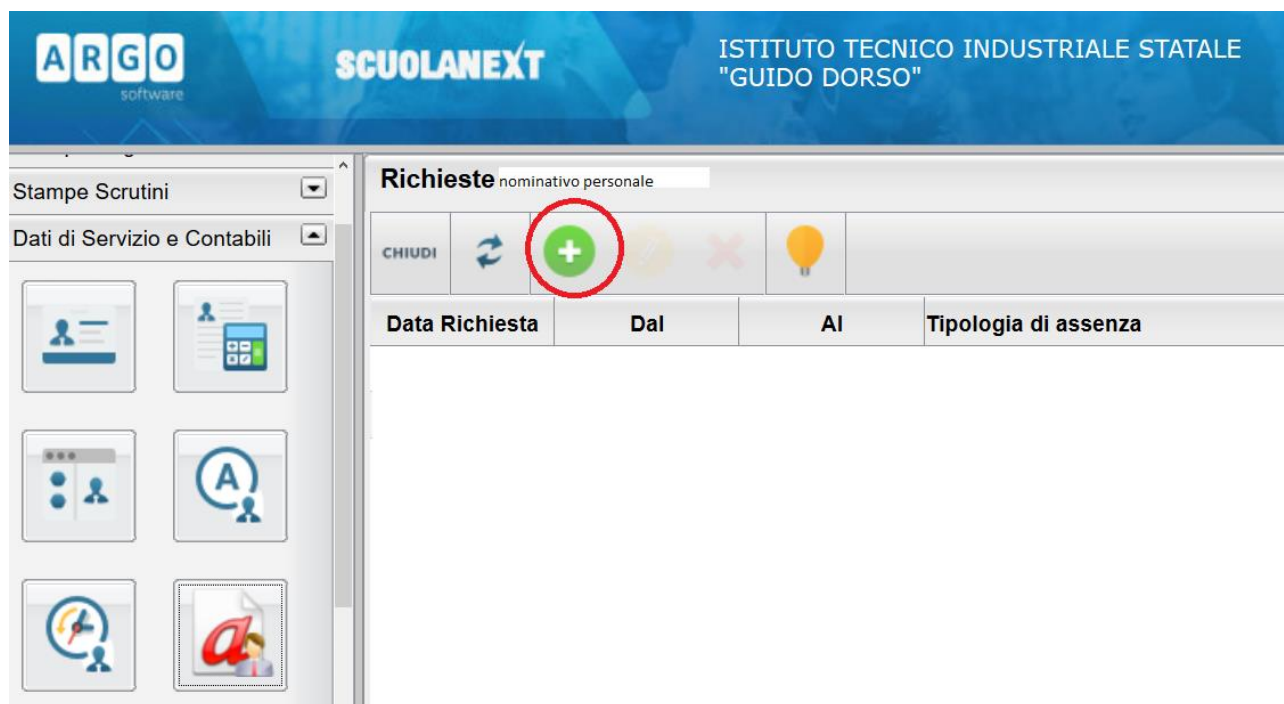 ARGO
software
SCUOLANEXT
ISTITUTO TECNICO INDUSTRIALE STATALE
"GUIDO DORSO"
Stampe Scrutini
Dati di Servizio e Contabili
Richieste nominativo personale
CHIUDI
Data Richiesta Dal Al Tipologia di assenza
A
a